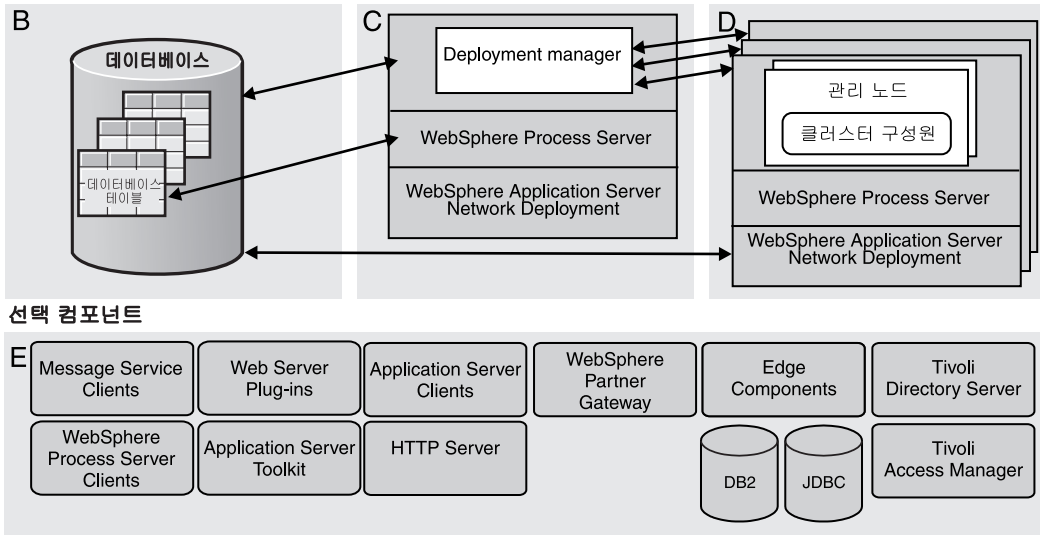 B
데이터베이스
데이터베이스
테이블
C
Deployment manager
WebSphere Process Server
WebSphere Application Server
Network Deployment
D
관리 노드
클러스터 구성원
WebSphere Process Server
WebSphere Application Server
Network Deployment
선택 컴포넌트
E
Message Service
Clients
Web Server
Plug-ins
Application Server
Clients
WebSphere
Partner
Gateway
Edge
Components
Tivoli
Directory Server
WebSphere
Process Server
Clients
Application Server
Toolkit
HTTP Server
DB2
JDBC
Tivoli
Access Manager